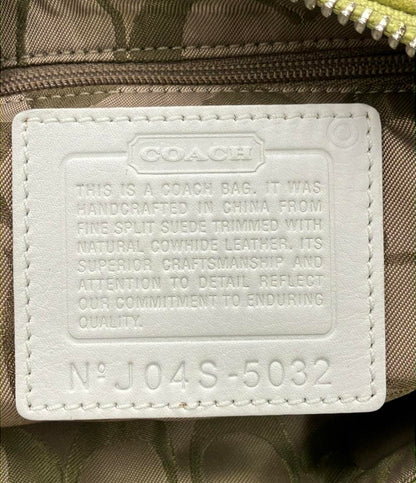 COACH
THIS IS A COACH BAG. IT WAS
HANDCRAFTED IN CHINA FROM
FINE SPLIT SUEDE TRIMMED WITH
NATURAL COWHIDE LEATHER. ITS
SUPERIOR CRAFTSMANSHIP AND
ATTENTION TO DETAIL REFLECT
OUR COMMITMENT TO ENDURING
QUALITY.
Nº J04S-5032